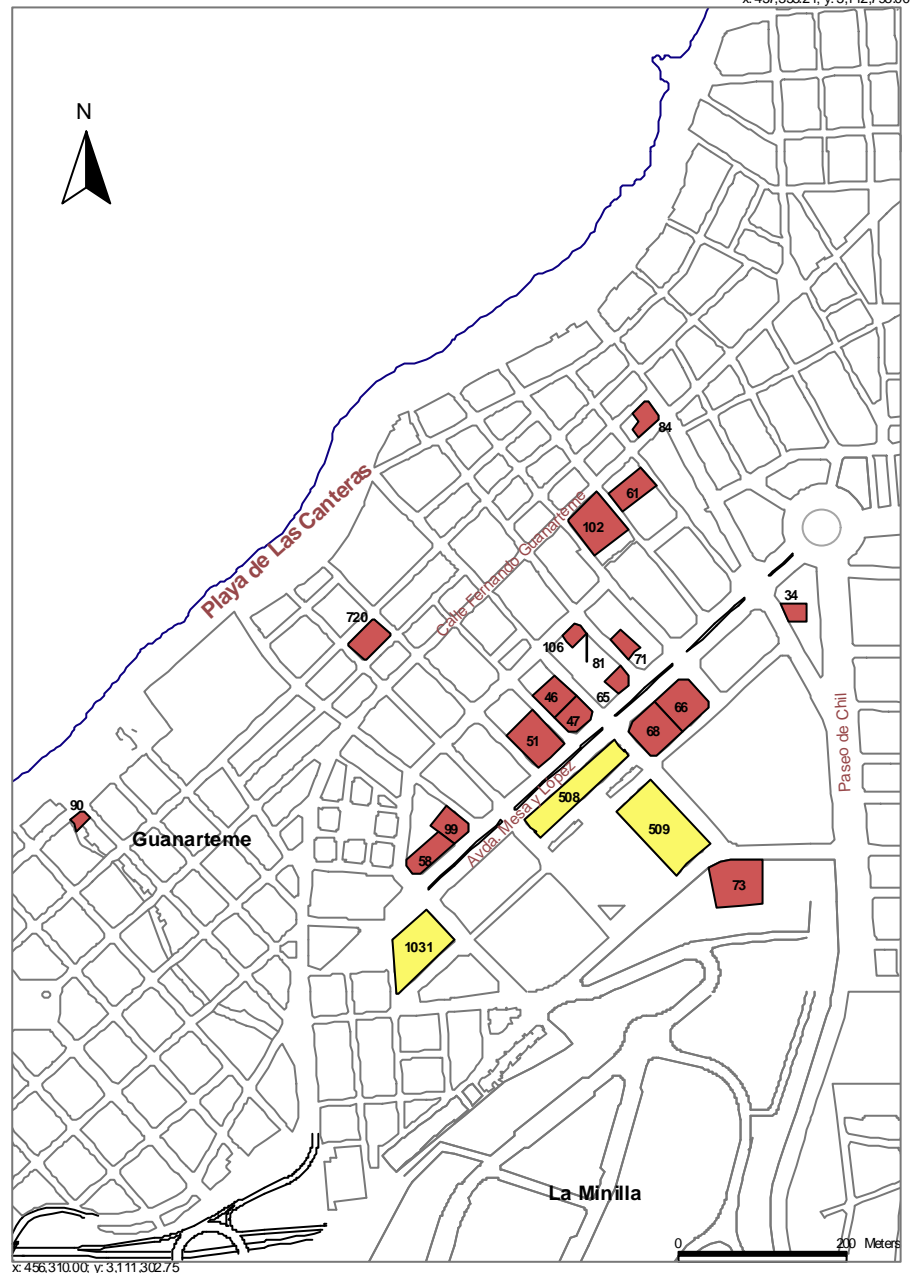 N
84
61
102
Calle Fernando Guanarteme
Playa de Las Canteras
34
720
106
81
71
65
46
47
66
68
51
Paseo de Chil
508
Avda. Mesa y López
90
Guanarteme
99
509
58
73
1031
La Minilla
0 200 Meters
x: 456,310.00; y: 3,111,302.75